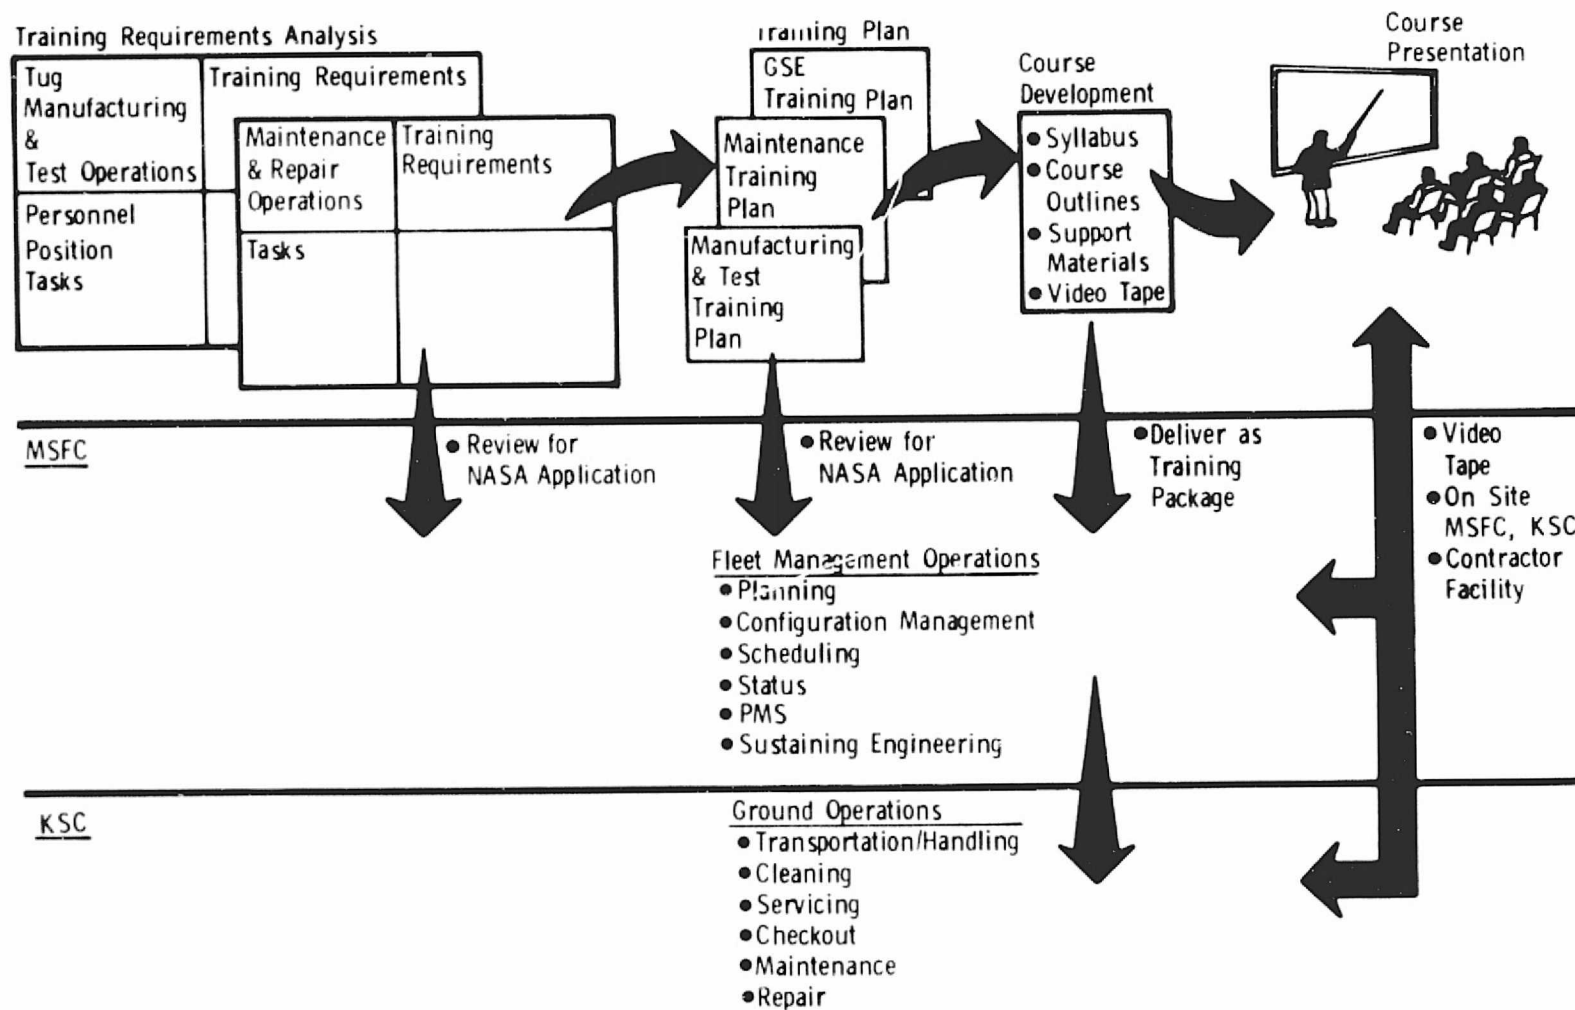 Training Requirements Analysis
Tug
Manufacturing
&
Test Operations
Training Requirements
Personnel
Position
Tasks
Maintenance
& Repair
Operations
Training
Requirements
Tasks
Training Plan
GSE
Training Plan
Maintenance
Training
Plan
Manufacturing
& Test
Training
Plan
Course
Development
● Syllabus
● Course
Outlines
● Support
Materials
● Video Tape
Course
Presentation
MSFC
● Review for
NASA Application
● Review for
NASA Application
● Deliver as
Training
Package
● Video
Tape
● On Site
MSFC, KSC
● Contractor
Facility
Fleet Management Operations
● Planning
● Configuration Management
● Scheduling
● Status
● PMS
● Sustaining Engineering
KSC
Ground Operations
● Transportation/Handling
● Cleaning
● Servicing
● Checkout
● Maintenance
● Repair